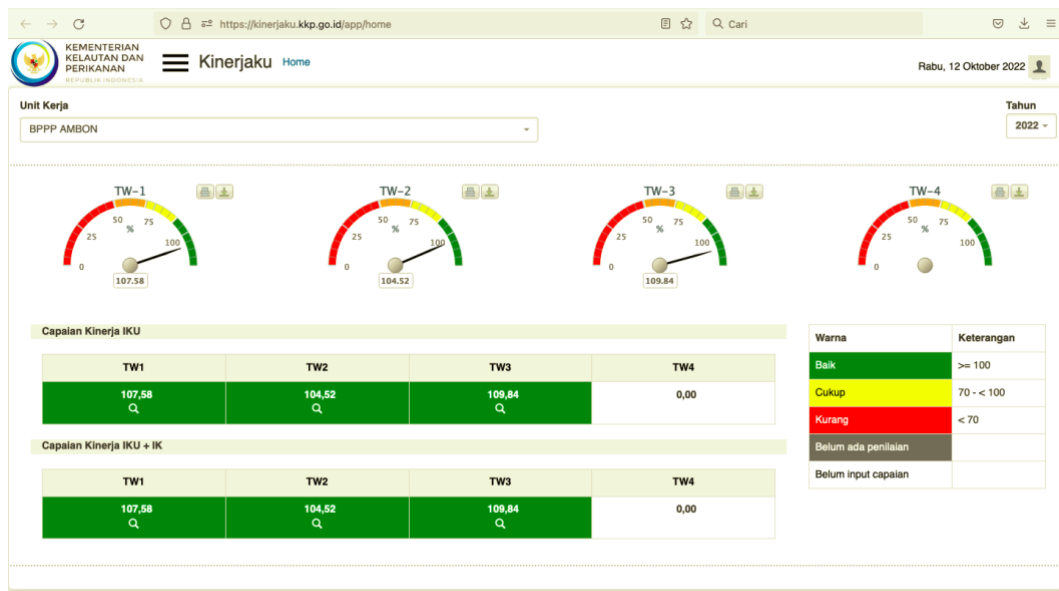 https://kinerjaku.kkp.go.id/app/home
Cari
KEMENTERIAN
KELAUTAN DAN
PERIKANAN
REPUBLIK INDONESIA
Kinerjaku Home
Rabu, 12 Oktober 2022
Unit Kerja
Tahun
BPPP AMBON
2022
TW-1
0
25
50
75
100
%
107.58
TW-2
0
25
50
75
100
%
104.52
TW-3
0
25
50
75
100
%
109.84
TW-4
0
25
50
75
100
%
Capaian Kinerja IKU
TW1 TW2 TW3 TW4
107,58 104,52 109,84 0,00
Capaian Kinerja IKU + IK
TW1 TW2 TW3 TW4
107,58 104,52 109,84 0,00
Warna Keterangan
Baik >= 100
Cukup 70 - < 100
Kurang < 70
Belum ada penilaian
Belum input capaian